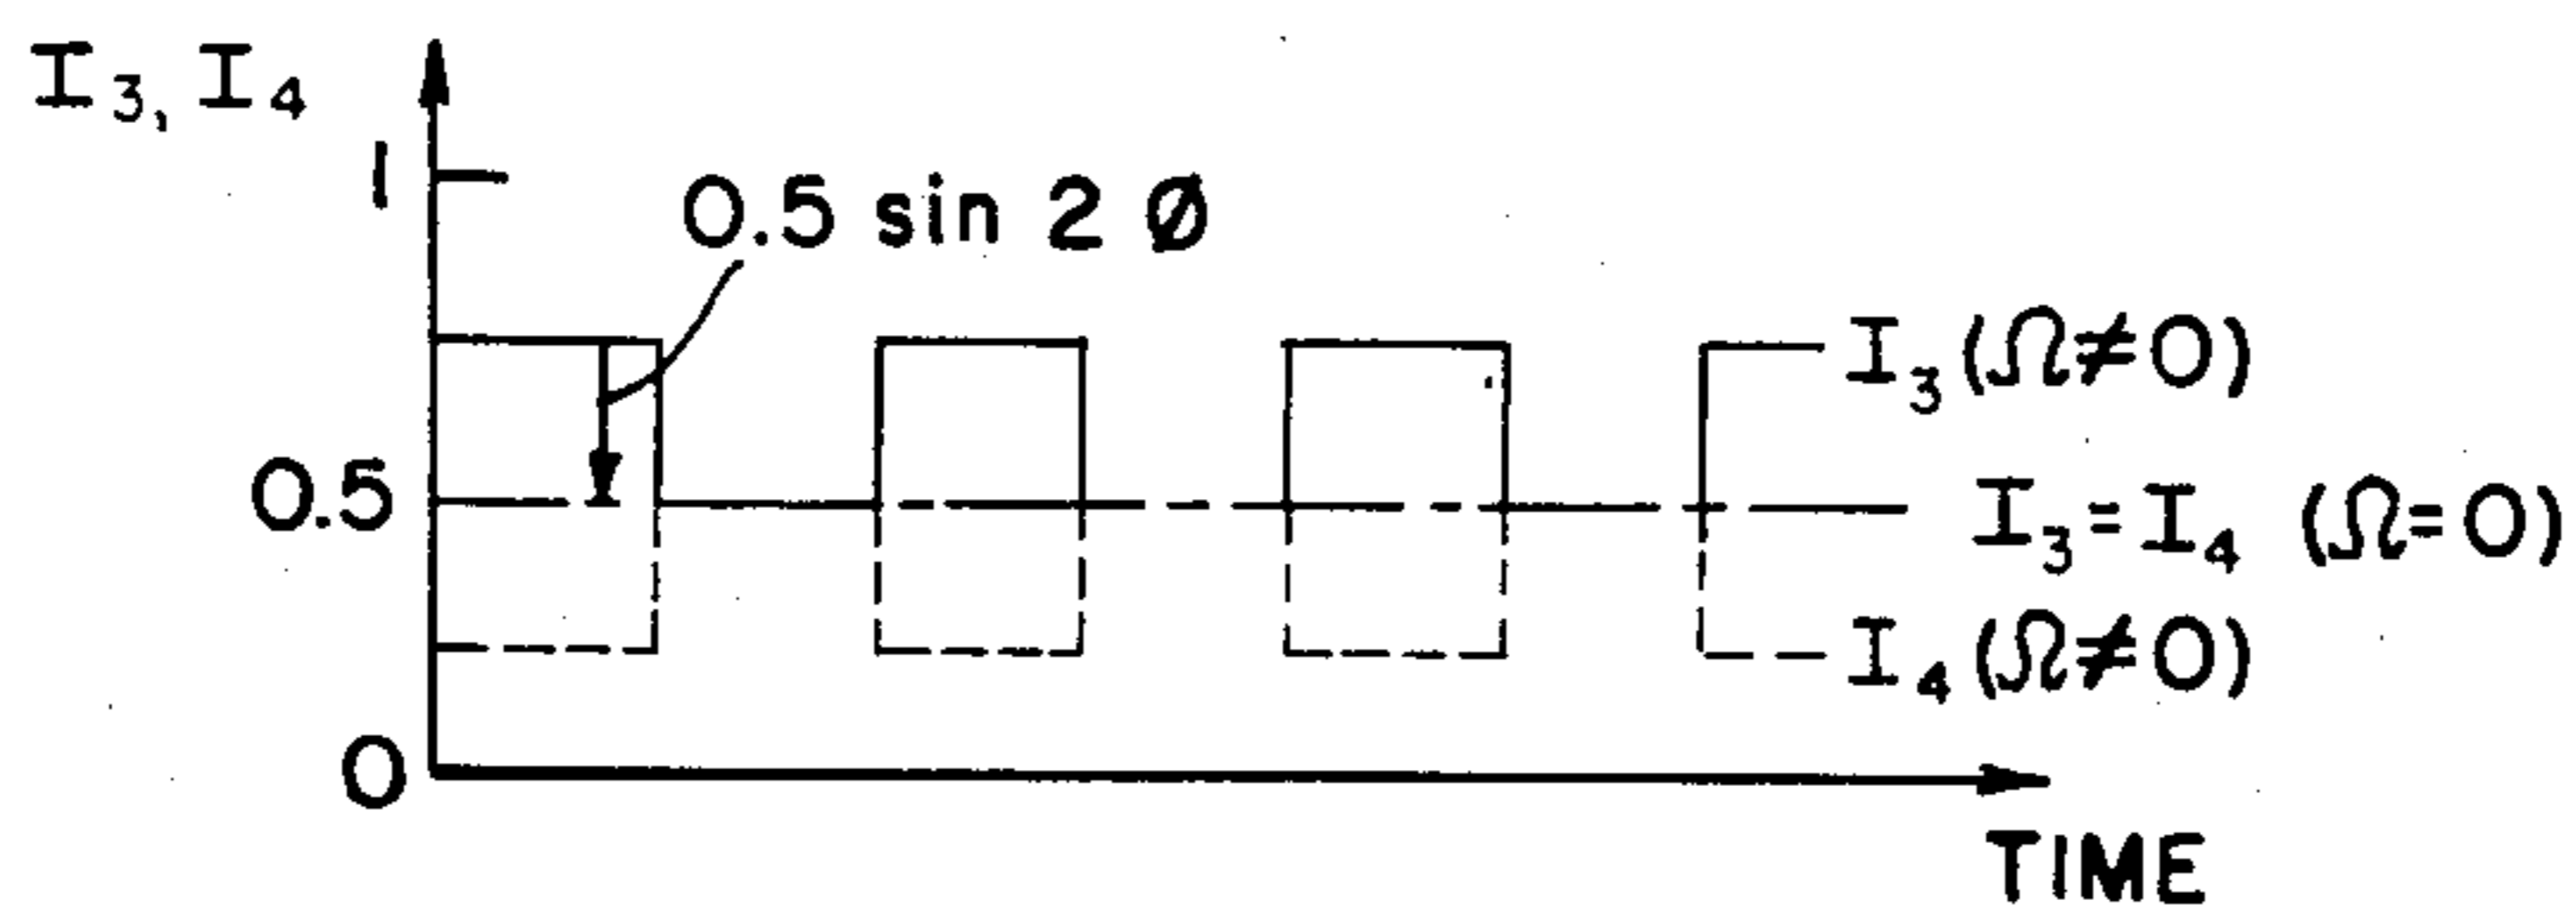 I₃, I₄
1
0.5 sin 2 Ø
I₃ (Ω≠0)
0.5
I₃ = I₄ (Ω=0)
I₄ (Ω≠0)
0
TIME